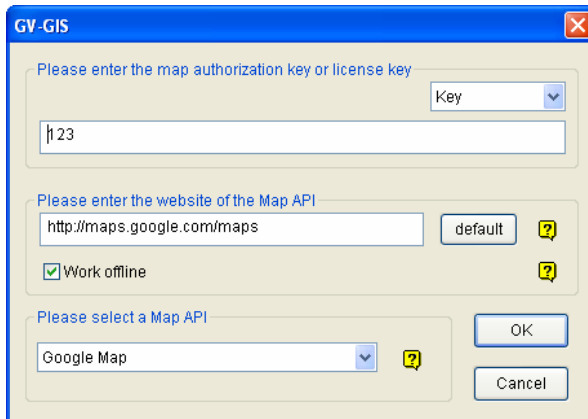 GV-GIS
Please enter the map authorization key or license key
Key
123
Please enter the website of the Map API
http://maps.google.com/maps
default
?
Work offline
?
Please select a Map API
Google Map
?
OK
Cancel